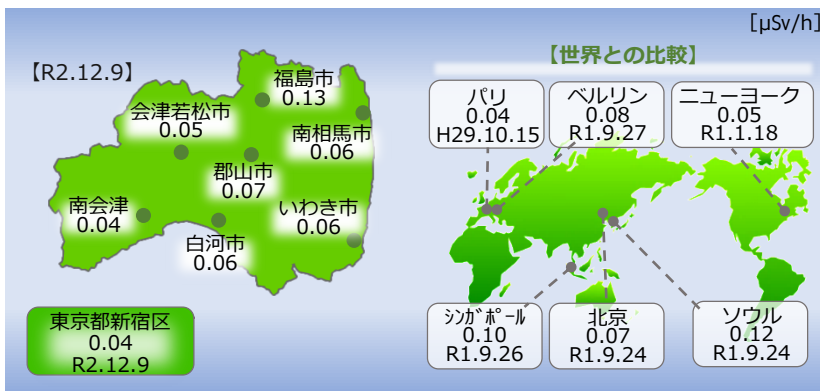 [μSv/h]
【R2.12.9】
福島市
0.13
会津若松市
0.05
南相馬市
0.06
郡山市
0.07
南会津
0.04
いわき市
0.06
白河市
0.06
東京都新宿区
0.04
R2.12.9
【世界との比較】
パリ
0.04
H29.10.15
ベルリン
0.08
R1.9.27
ニューヨーク
0.05
R1.1.18
シンガポール
0.10
R1.9.26
北京
0.07
R1.9.24
ソウル
0.12
R1.9.24